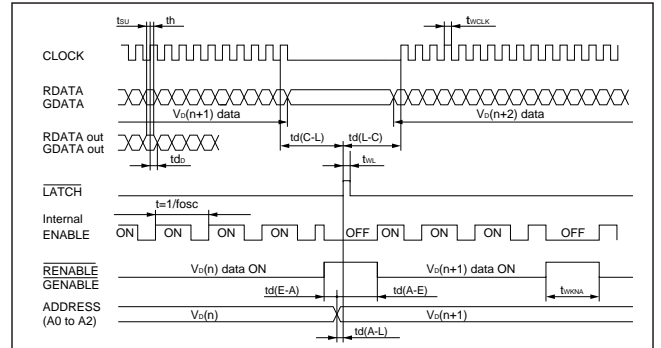 tsu th twCLK
CLOCK
RDATA
GDATA
VD(n+1) data VD(n+2) data
RDATA out
GDATA out
td(C-L) td(L-C)
tdD tWL
LATCH
t=1/fosc
Internal
ENABLE ON ON ON ON OFF ON ON ON OFF
RENABLE
GENABLE
VD(n) data ON VD(n+1) data ON
td(E-A) td(A-E) tWKNA
ADDRESS
(A0 to A2)
VD(n) VD(n+1)
td(A-L)